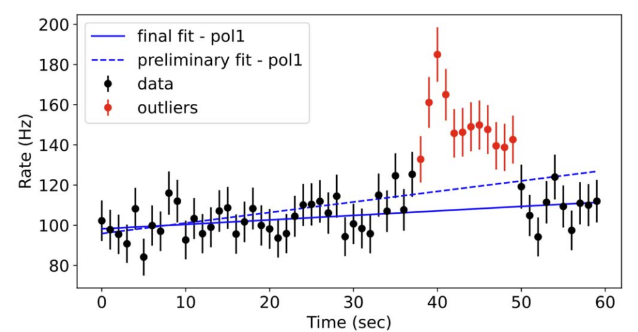 final fit - pol1
preliminary fit - pol1
data
outliers
200
180
160
140
120
100
80
Rate (Hz)
0 10 20 30 40 50 60
Time (sec)